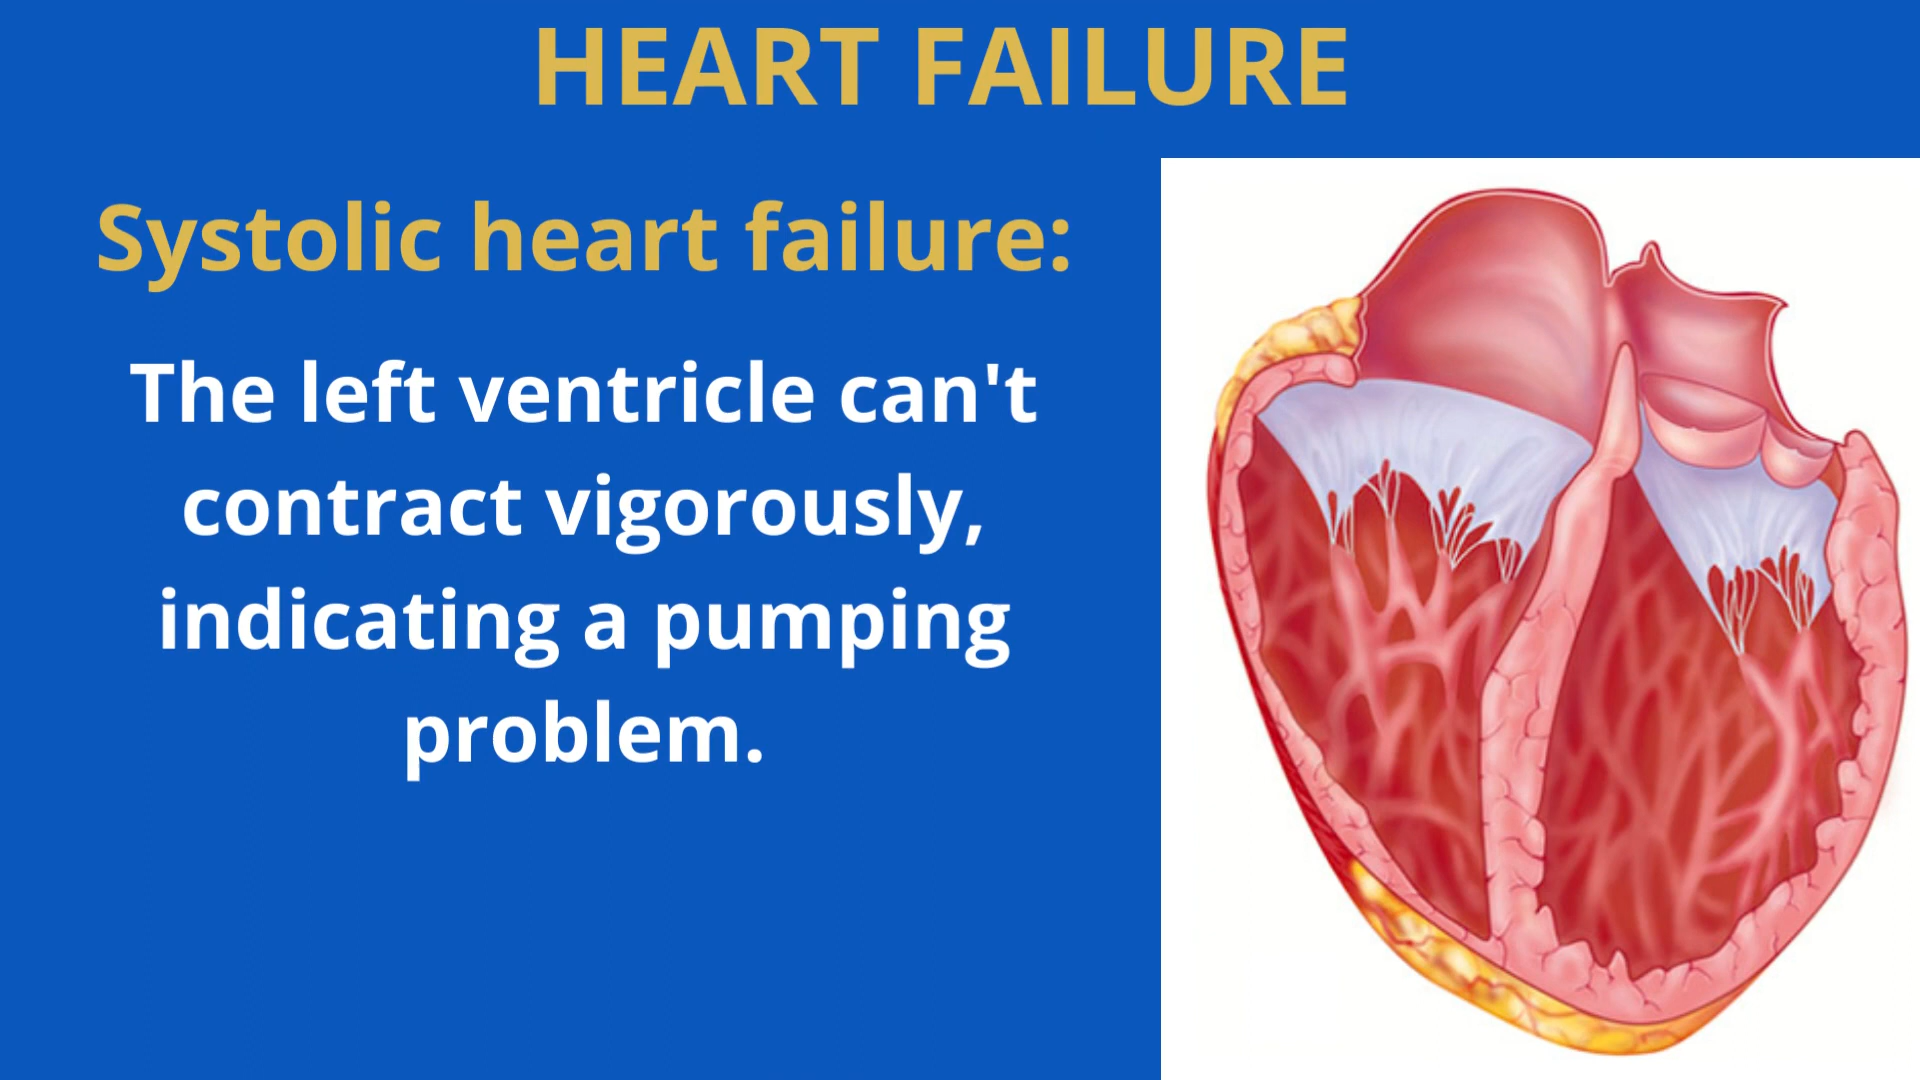 HEART FAILURE
Systolic heart failure:
The left ventricle can't
contract vigorously,
indicating a pumping
problem.